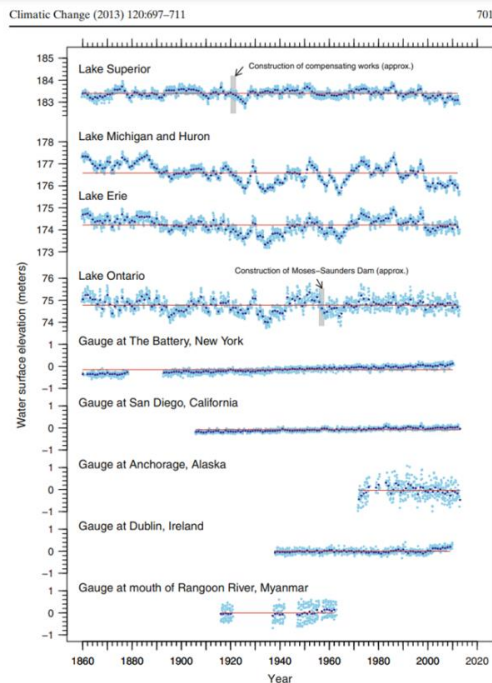 Climatic Change (2013) 120:697–711 701
Lake Superior
Construction of compensating works (approx.)
185
184
183
Lake Michigan and Huron
178
177
176
Lake Erie
175
174
173
Lake Ontario
Construction of Moses−Saunders Dam (approx.)
76
75
74
Gauge at The Battery, New York
1
0
−1
Gauge at San Diego, California
1
0
−1
Gauge at Anchorage, Alaska
1
0
−1
Gauge at Dublin, Ireland
1
0
−1
Gauge at mouth of Rangoon River, Myanmar
1
0
−1
Water surface elevation (meters)
1860 1880 1900 1920 1940 1960 1980 2000 2020
Year